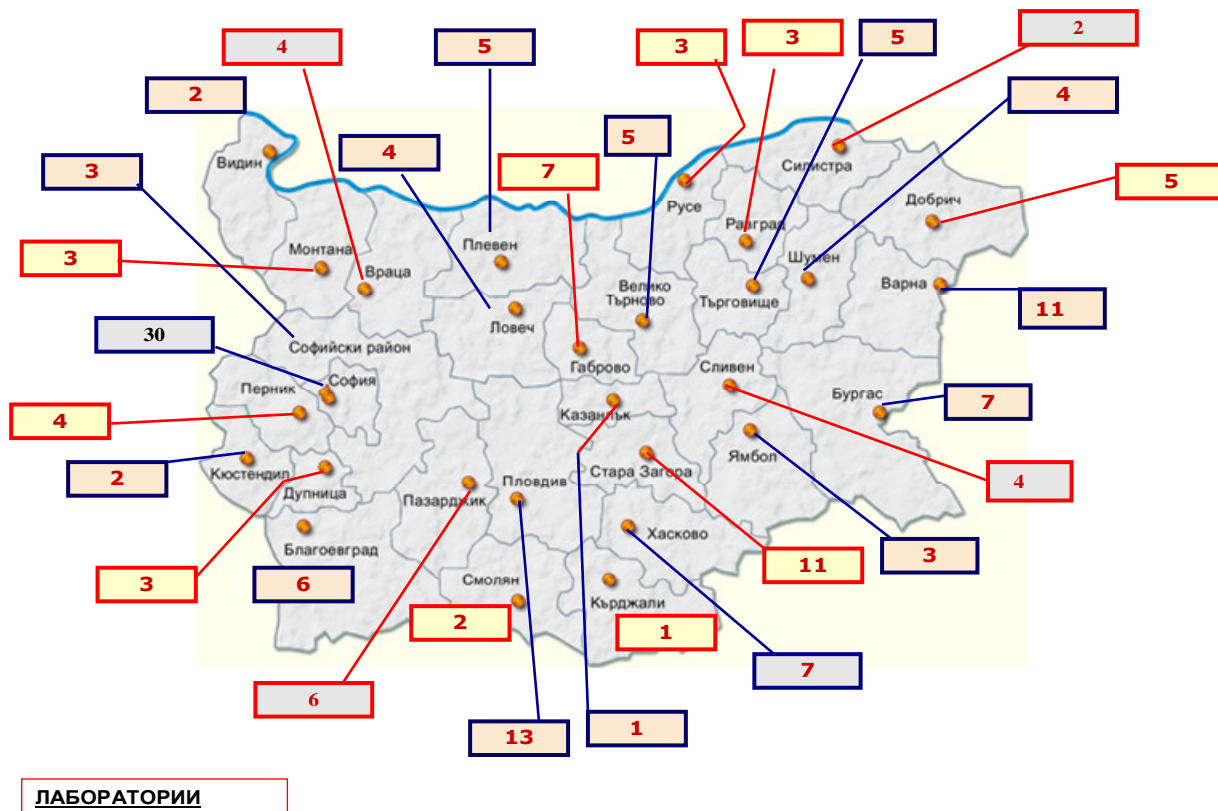 4
5
3
3
5
2
2
4
5
4
3
7
5
Видин
Силистра
Русе
Добрич
Разград
3
Монтана
Плевен
Шумен
Враца
Велико
Търново
Търговище
Варна
11
Ловеч
30
Софийски район
Габрово
Сливен
Перник
София
Бургас
7
4
Казанлък
Стара Загора
Ямбол
2
Кюстендил
Дупница
Пазарджик
Пловдив
4
Благоевград
Хасково
3
3
6
Смолян
11
Кърджали
2
1
7
6
13
1
ЛАБОРАТОРИИ